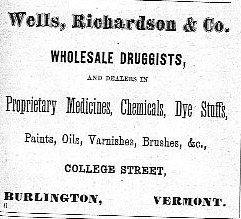 Wells, Richardson & Co.
WHOLESALE DRUGGISTS,
AND DEALERS IN
Proprietary Medicines, Chemicals, Dye Stuffs,
Paints, Oils, Varnishes, Brushes, &c.,
COLLEGE STREET,
BURLINGTON, VERMONT.
6